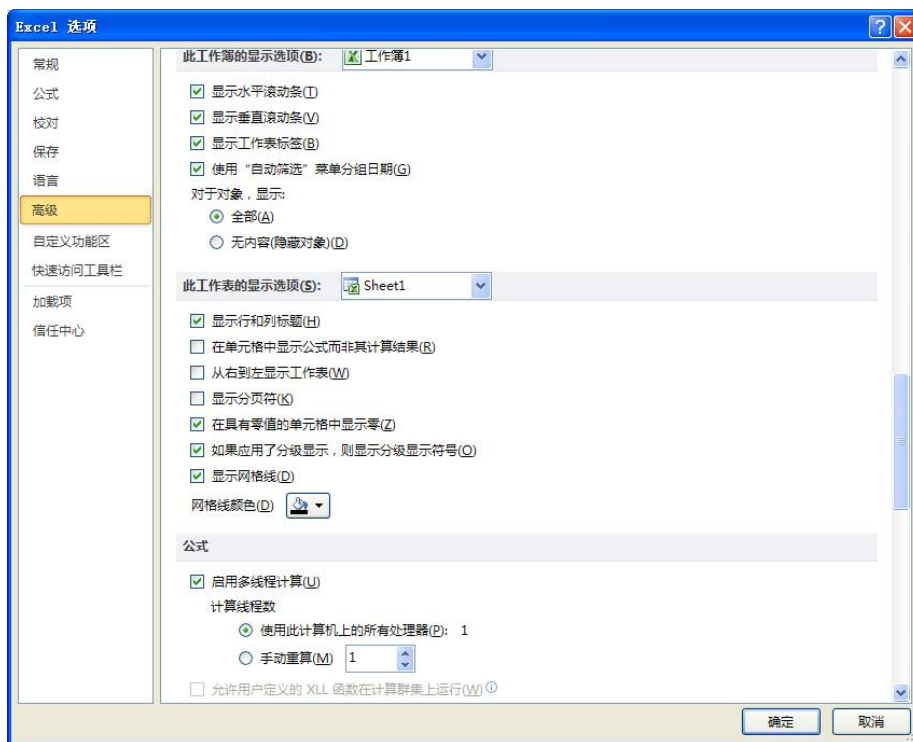 Excel 选项
常规
公式
校对
保存
语言
高级
自定义功能区
快速访问工具栏
加载项
信任中心
此工作簿的显示选项(B): 工作簿1
显示水平滚动条(T)
显示垂直滚动条(V)
显示工作表标签(B)
使用“自动筛选”菜单分组日期(G)
对于对象，显示:
全部(A)
无内容(隐藏对象)(D)
此工作表的显示选项(S): Sheet1
显示行和列标题(H)
在单元格中显示公式而非其计算结果(R)
从右到左显示工作表(W)
显示分页符(K)
在具有零值的单元格中显示零(Z)
如果应用了分级显示，则显示分级显示符号(O)
显示网格线(D)
网格线颜色(D)
公式
启用多线程计算(U)
计算线程数
使用此计算机上的所有处理器(P): 1
手动重算(M) 1
允许用户定义的 XLL 函数在计算群集上运行(W)
确定 取消